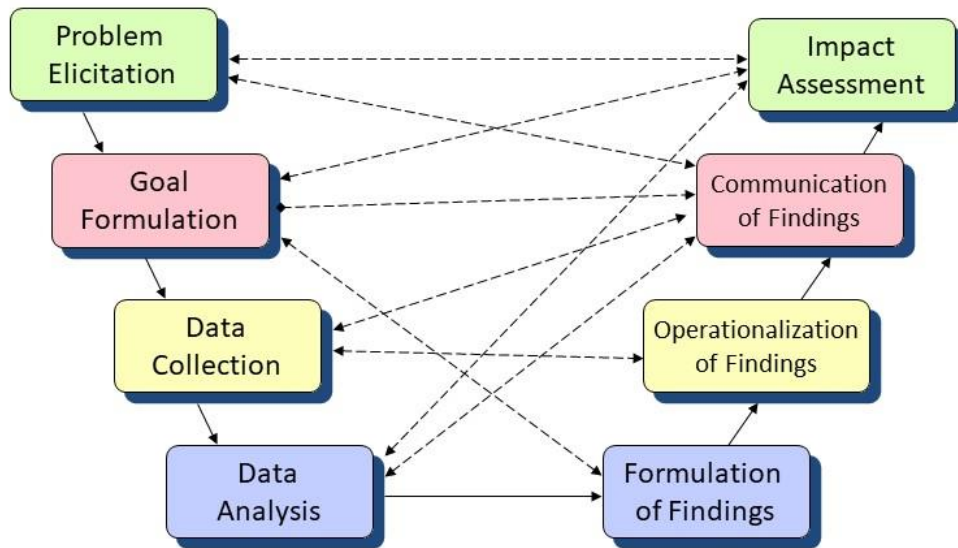 Problem
Elicitation
Impact
Assessment
Goal
Formulation
Communication
of Findings
Data
Collection
Operationalization
of Findings
Data
Analysis
Formulation
of Findings